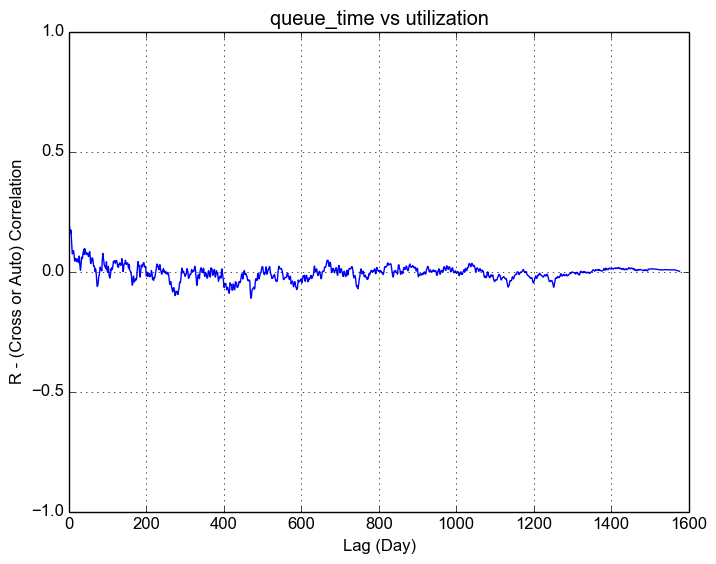 queue_time vs utilization
1.0
0.5
0.0
−0.5
−1.0
R - (Cross or Auto) Correlation
0 200 400 600 800 1000 1200 1400 1600
Lag (Day)